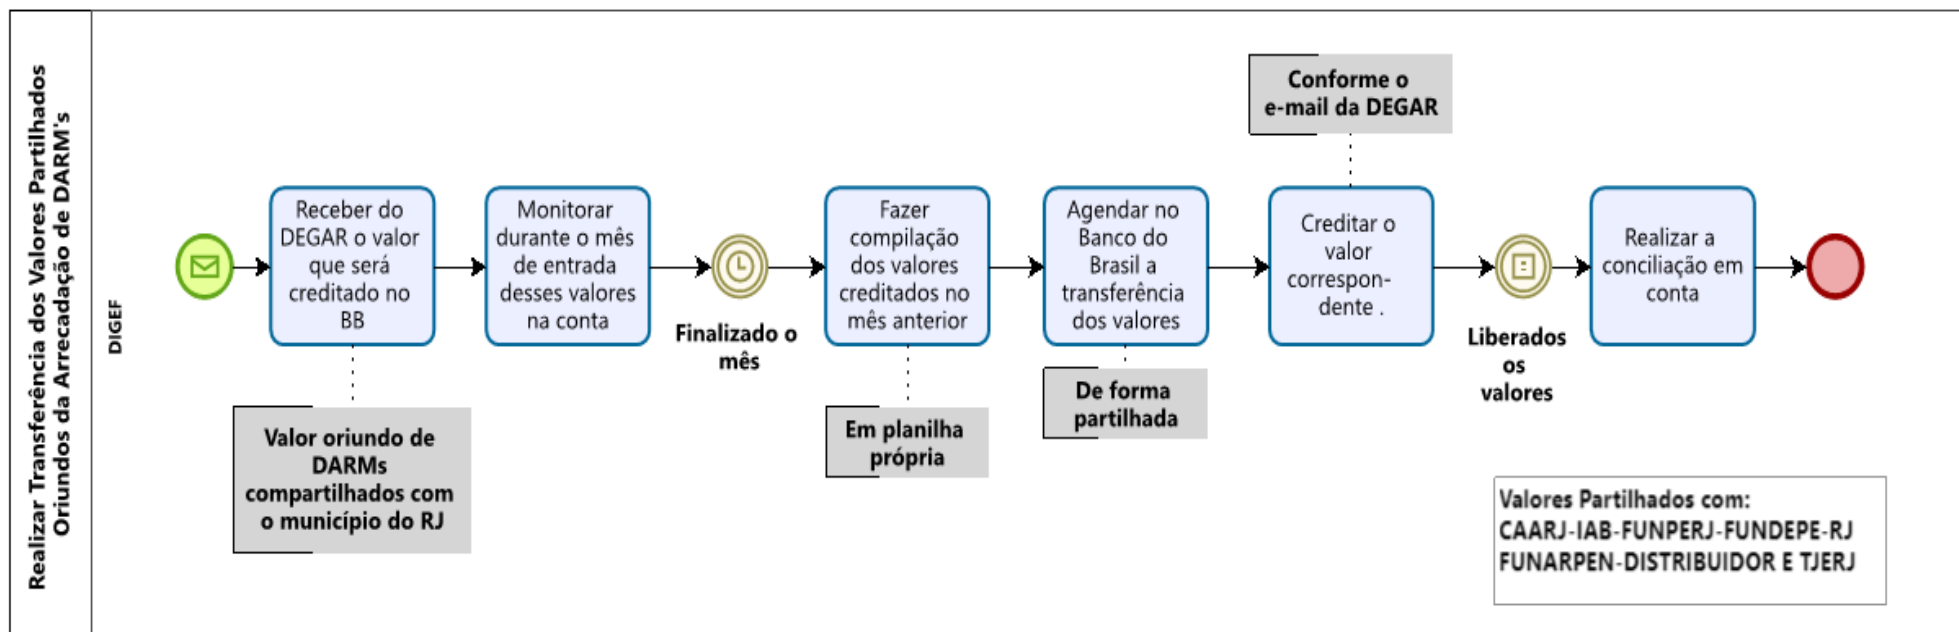 Realizar Transferência dos Valores Partilhados
Oriundos da Arrecadação de DARM's
DIGEF
Receber do
DEGAR o valor
que será
creditado no
BB
Valor oriundo de
DARMs
compartilhados com
o município do RJ
Monitorar
durante o mês
de entrada
desses valores
na conta
Finalizado o
mês
Fazer
compilação
dos valores
creditados no
mês anterior
Em planilha
própria
Agendar no
Banco do
Brasil a
transferência
dos valores
De forma
partilhada
Conforme o
e-mail da DEGAR
Creditar o
valor
correspon-
dente .
Liberados
os
valores
Realizar a
conciliação em
conta
Valores Partilhados com:
CAARJ-IAB-FUNPERJ-FUNDEPE-RJ
FUNARPEN-DISTRIBUIDOR E TJERJ